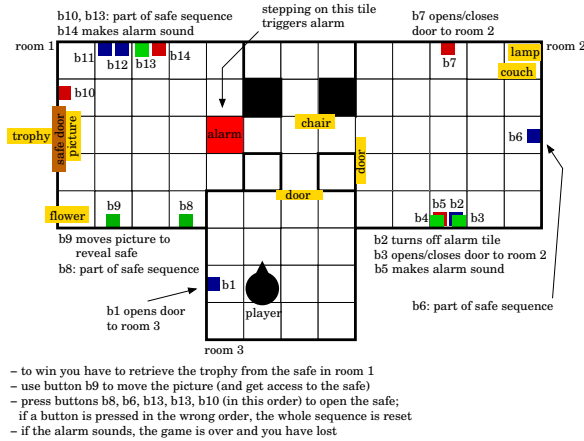 b10, b13: part of safe sequence
b14 makes alarm sound
stepping on this tile
triggers alarm
b7 opens/closes
door to room 2
room 1
b11
b12
b13
b14
b7
lamp
room 2
couch
b10
trophy
safe door
picture
alarm
chair
door
b6
door
flower
b9
b8
b5
b2
b4
b3
b9 moves picture to
reveal safe
b8: part of safe sequence
b2 turns off alarm tile
b3 opens/closes door to room 2
b5 makes alarm sound
b1
b1 opens door
to room 3
player
b6: part of safe sequence
room 3
– to win you have to retrieve the trophy from the safe in room 1
– use button b9 to move the picture (and get access to the safe)
– press buttons b8, b6, b13, b13, b10 (in this order) to open the safe;
if a button is pressed in the wrong order, the whole sequence is reset
– if the alarm sounds, the game is over and you have lost